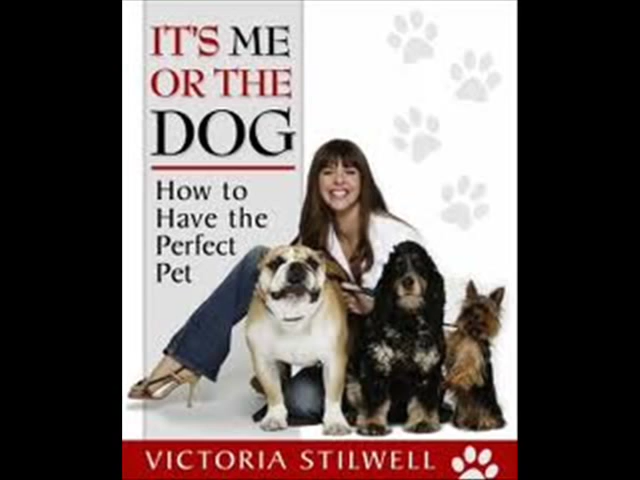 IT'S ME
OR THE
DOG
How to
Have the
Perfect
Pet
VICTORIA STILWELL